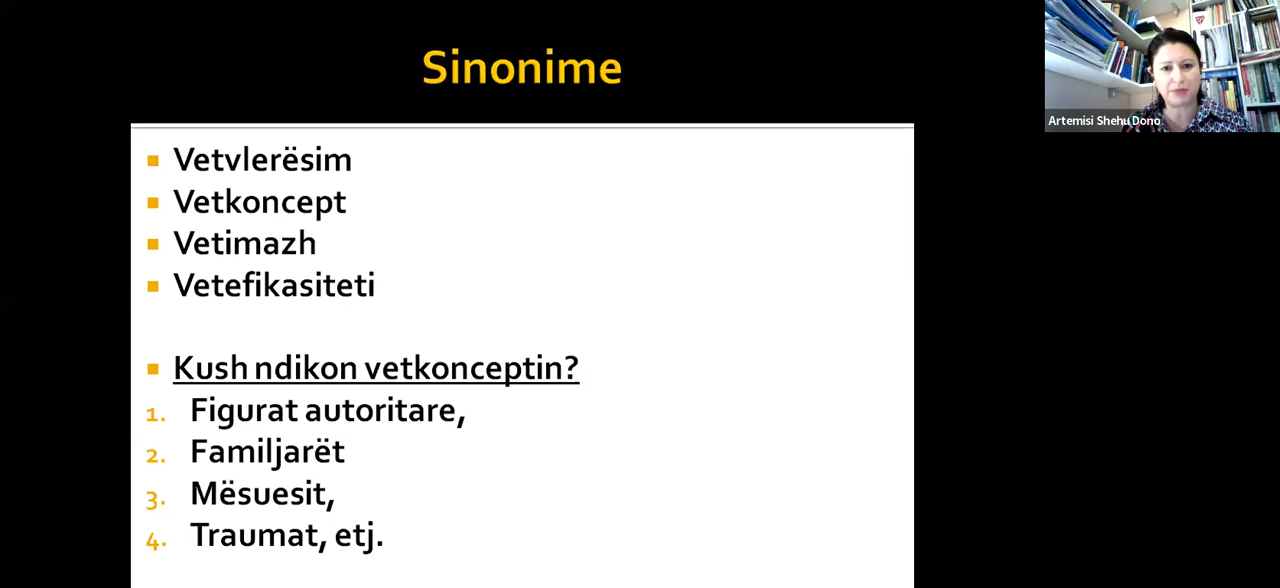 Sinonime
Vetvlerësim
Vetkoncept
Vetimazh
Vetefikasiteti
Kush ndikon vetkonceptin?
1. Figurat autoritare,
2. Familjarët
3. Mësuesit,
4. Traumat, etj.
Artemisi Shehu Dono